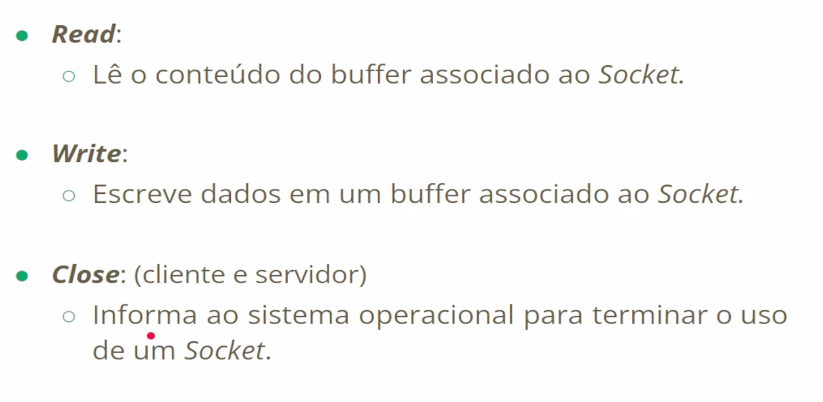 Read:
Lê o conteúdo do buffer associado ao Socket.
Write:
Escreve dados em um buffer associado ao Socket.
Close: (cliente e servidor)
Informa ao sistema operacional para terminar o uso
de um Socket.